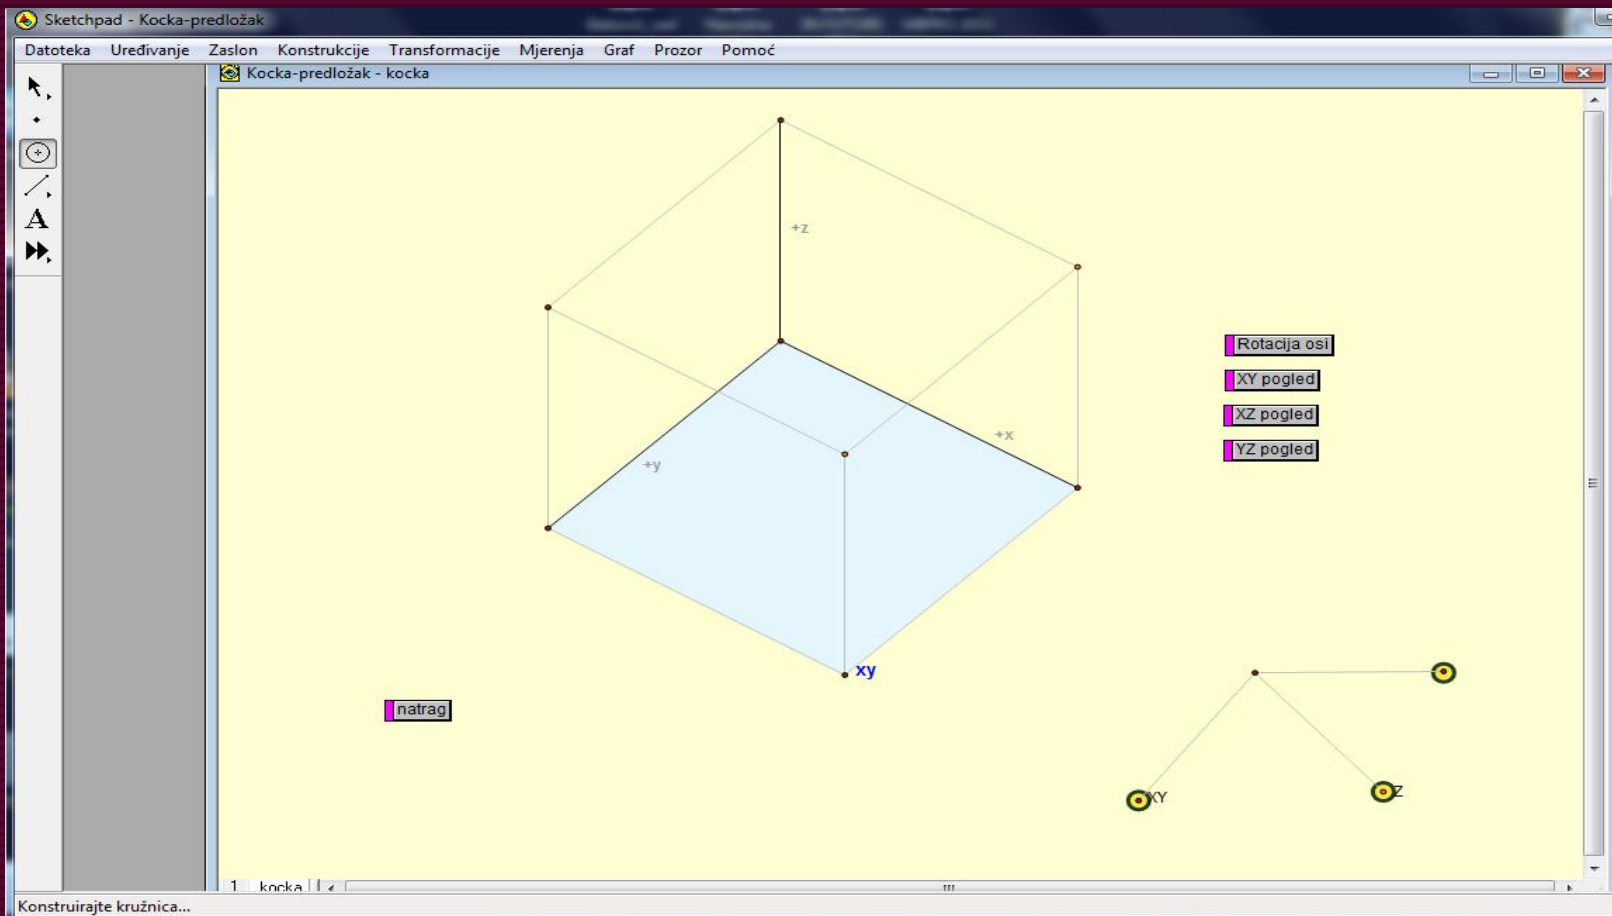 Sketchpad - Kocka-predložak
Datoteka Uređivanje Zaslon Konstrukcije Transformacije Mjerenja Graf Prozor Pomoć
Kocka-predložak - kocka
A
+z
Rotacija osi
XY pogled
XZ pogled
YZ pogled
+x
+y
xy
natrag
XY
Z
1 kocka
Konstruirajte kružnica...